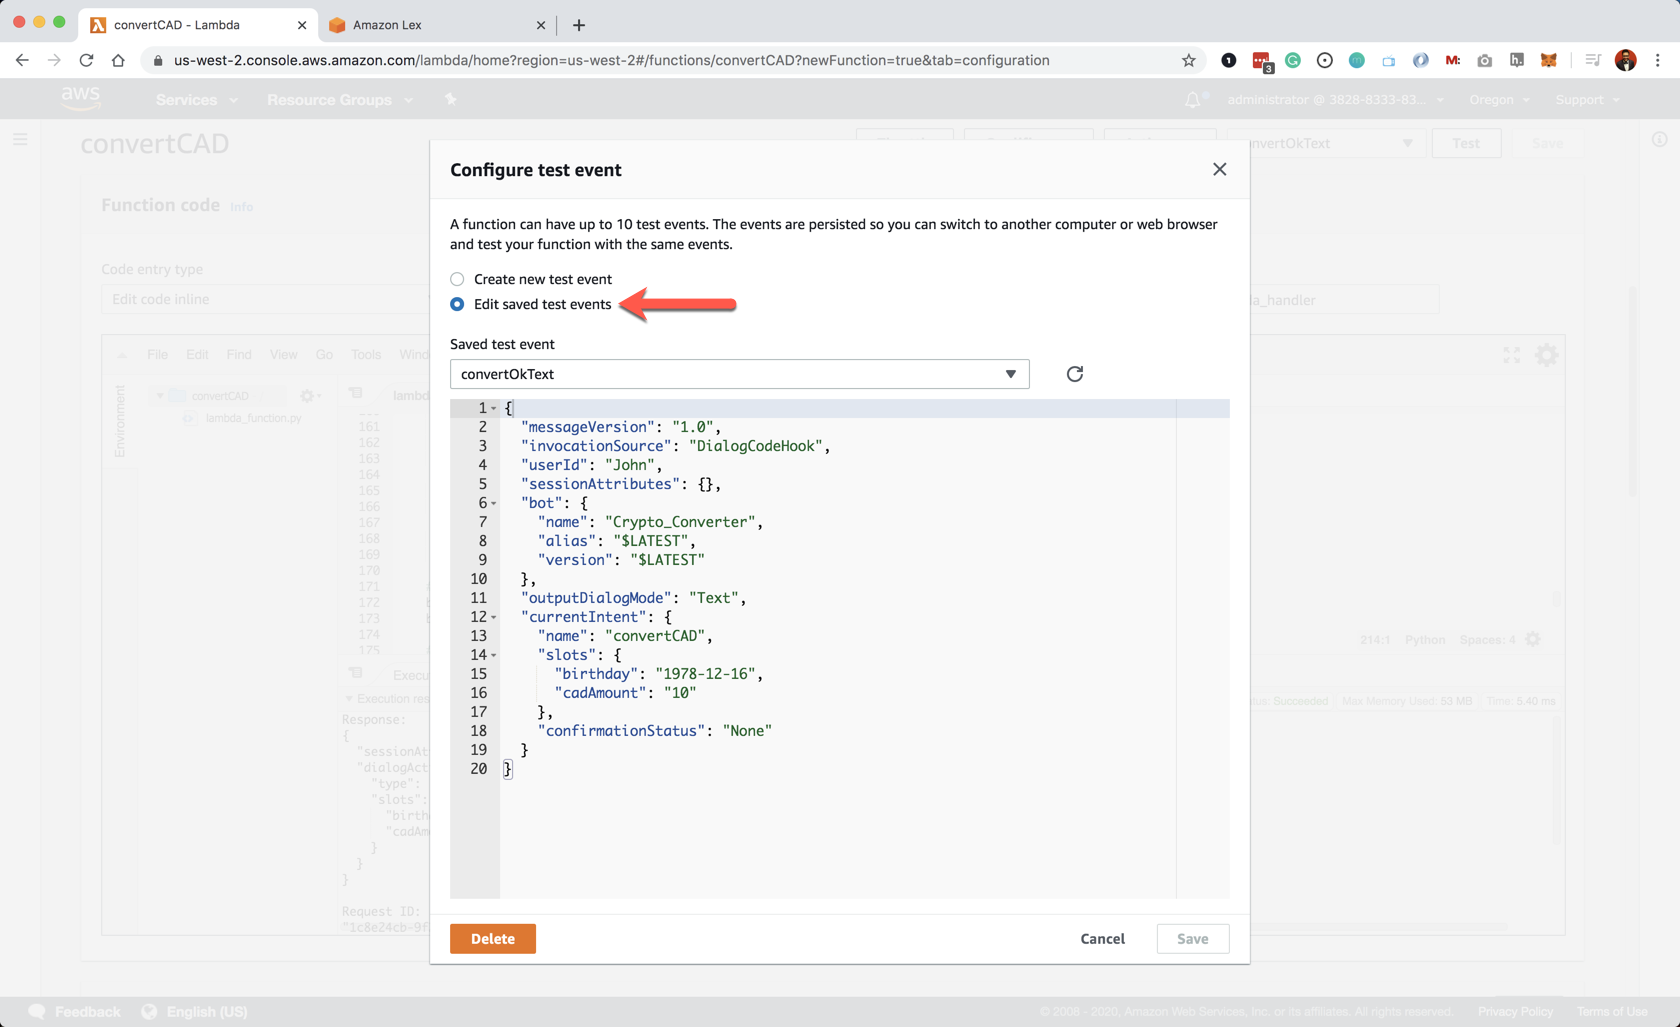 convertCAD - Lambda
Amazon Lex
us-west-2.console.aws.amazon.com/lambda/home?region=us-west-2#/functions/convertCAD?newFunction=true&tab=configuration
3
aws
Services
Resource Groups
administrator @ 3828-8333-83...
Oregon
Support
convertCAD
nvertOkText
Test
Save
Function code
Info
Code entry type
Edit code inline
la_handler
File Edit Find View Go Tools Wind
Environment
convertCAD
lambda_function.py
lambd
161
162
163
164
165
166
167
168
169
170
171
172
173
174
175
214:1 Python Spaces: 4
Execu
Execution res
tus: Succeeded Max Memory Used: 53 MB Time: 5.40 ms
Response:
{
"sessionAt
"dialogAct
"type":
"slots":
"birth
"cadAm
}
}
}
Request ID:
"1c8e24cb-9f
Configure test event
A function can have up to 10 test events. The events are persisted so you can switch to another computer or web browser
and test your function with the same events.
Create new test event
Edit saved test events
Saved test event
convertOkText
1 {
2 "messageVersion": "1.0",
3 "invocationSource": "DialogCodeHook",
4 "userId": "John",
5 "sessionAttributes": {},
6 "bot": {
7 "name": "Crypto_Converter",
8 "alias": "$LATEST",
9 "version": "$LATEST"
10 },
11 "outputDialogMode": "Text",
12 "currentIntent": {
13 "name": "convertCAD",
14 "slots": {
15 "birthday": "1978-12-16",
16 "cadAmount": "10"
17 },
18 "confirmationStatus": "None"
19 }
20 }
Delete
Cancel
Save
Feedback
English (US)
© 2008 - 2020, Amazon Web Services, Inc. or its affiliates. All rights reserved.
Privacy Policy
Terms of Use